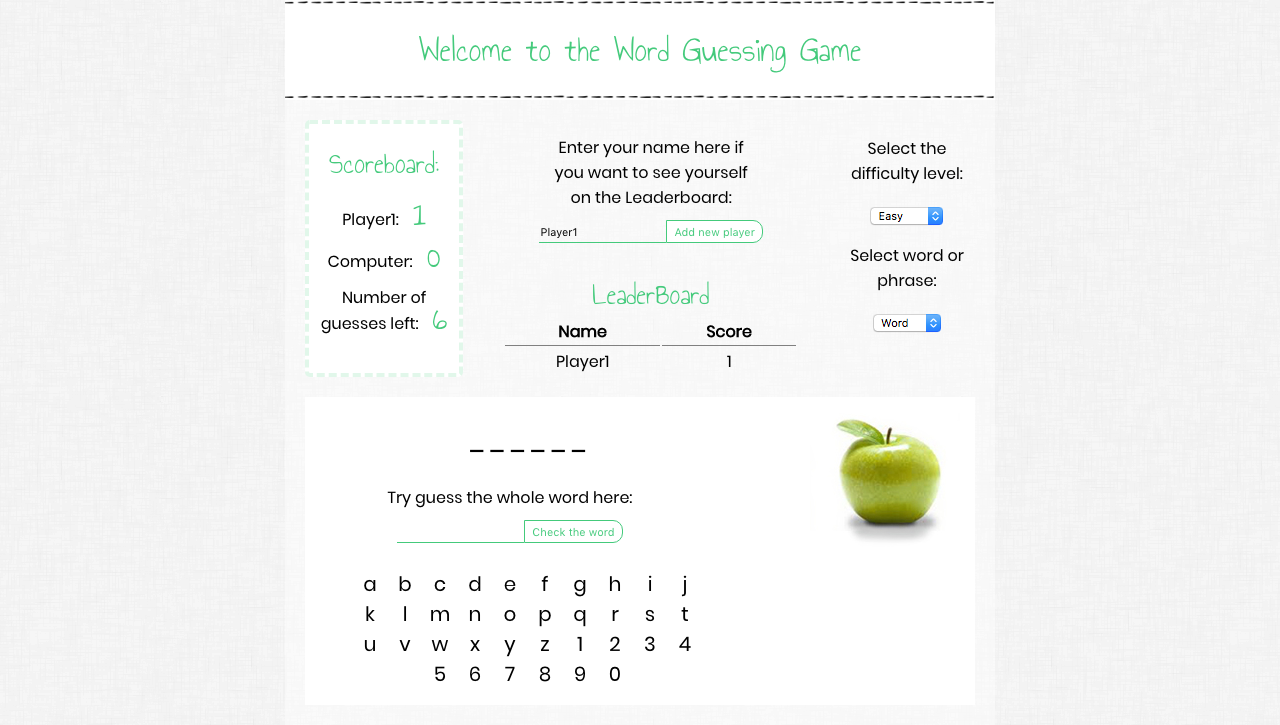 Welcome to the Word Guessing Game
Scoreboard:
Player1: 1
Computer: 0
Number of
guesses left: 6
Enter your name here if
you want to see yourself
on the Leaderboard:
Player1 Add new player
LeaderBoard
Name Score
Player1 1
Select the
difficulty level:
Easy
Select word or
phrase:
Word
_ _ _ _ _ _
Try guess the whole word here:
Check the word
a b c d e f g h i j
k l m n o p q r s t
u v w x y z 1 2 3 4
5 6 7 8 9 0